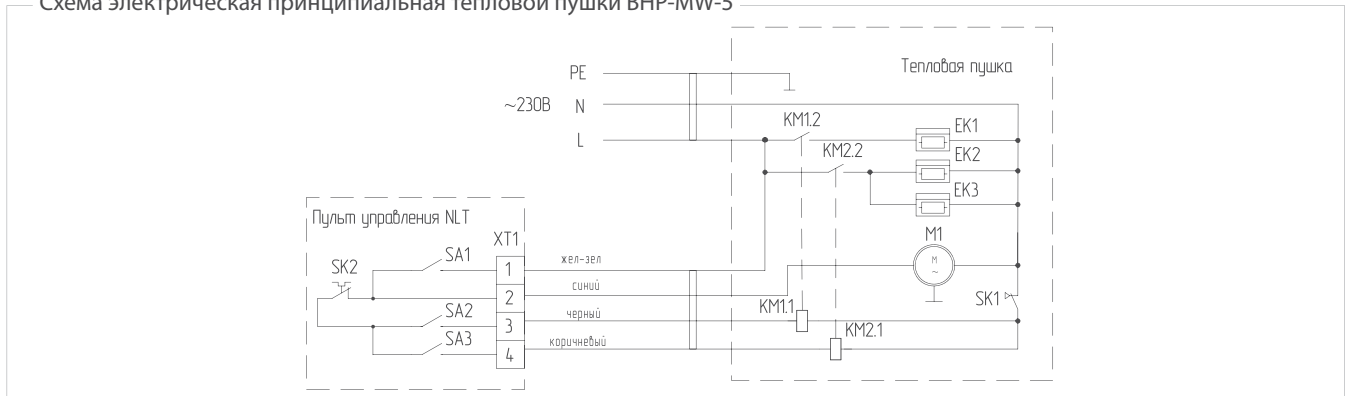 Схема электрическая принципиальная тепловой пушки BHP-MW-5
Тепловая пушка
PE
~230В N
L
KM1.2
EK1
KM2.2
EK2
EK3
Пульт управления NLT
XT1
M1
M
~
SK2
SA1
1
жел-зел
2
синий
SK1
SA2
3
черный
KM1.1
SA3
4
коричневый
KM2.1